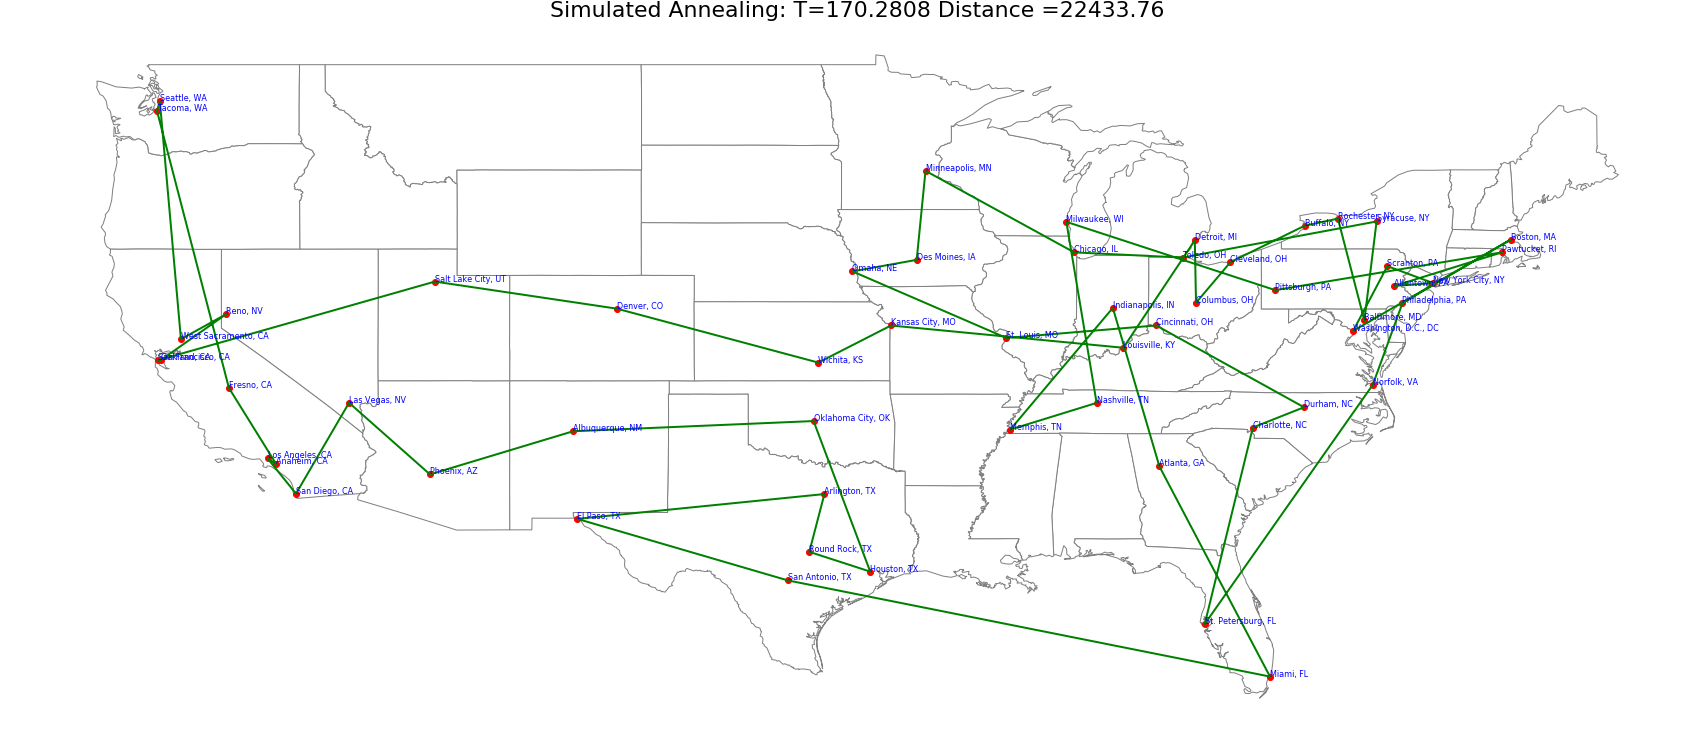 Simulated Annealing: T=170.2808 Distance =22433.76
Seattle, WA
Tacoma, WA
Minneapolis, MN
Milwaukee, WI
Rochester, NY
Syracuse, NY
Buffalo, NY
Detroit, MI
Boston, MA
Pawtucket, RI
Chicago, IL
Toledo, OH
Cleveland, OH
Des Moines, IA
Omaha, NE
Scranton, PA
Salt Lake City, UT
New York City, NY
Pittsburgh, PA
Columbus, OH
Philadelphia, PA
Denver, CO
Indianapolis, IN
Reno, NV
Kansas City, MO
Cincinnati, OH
Baltimore, MD
Washington, D.C., DC
West Sacramento, CA
St. Louis, MO
Louisville, KY
Wichita, KS
Norfolk, VA
Fresno, CA
Las Vegas, NV
Nashville, TN
Durham, NC
Oklahoma City, OK
Albuquerque, NM
Memphis, TN
Charlotte, NC
Los Angeles, CA
Anaheim, CA
Atlanta, GA
Phoenix, AZ
San Diego, CA
Arlington, TX
El Paso, TX
Round Rock, TX
Houston, TX
San Antonio, TX
St. Petersburg, FL
Miami, FL